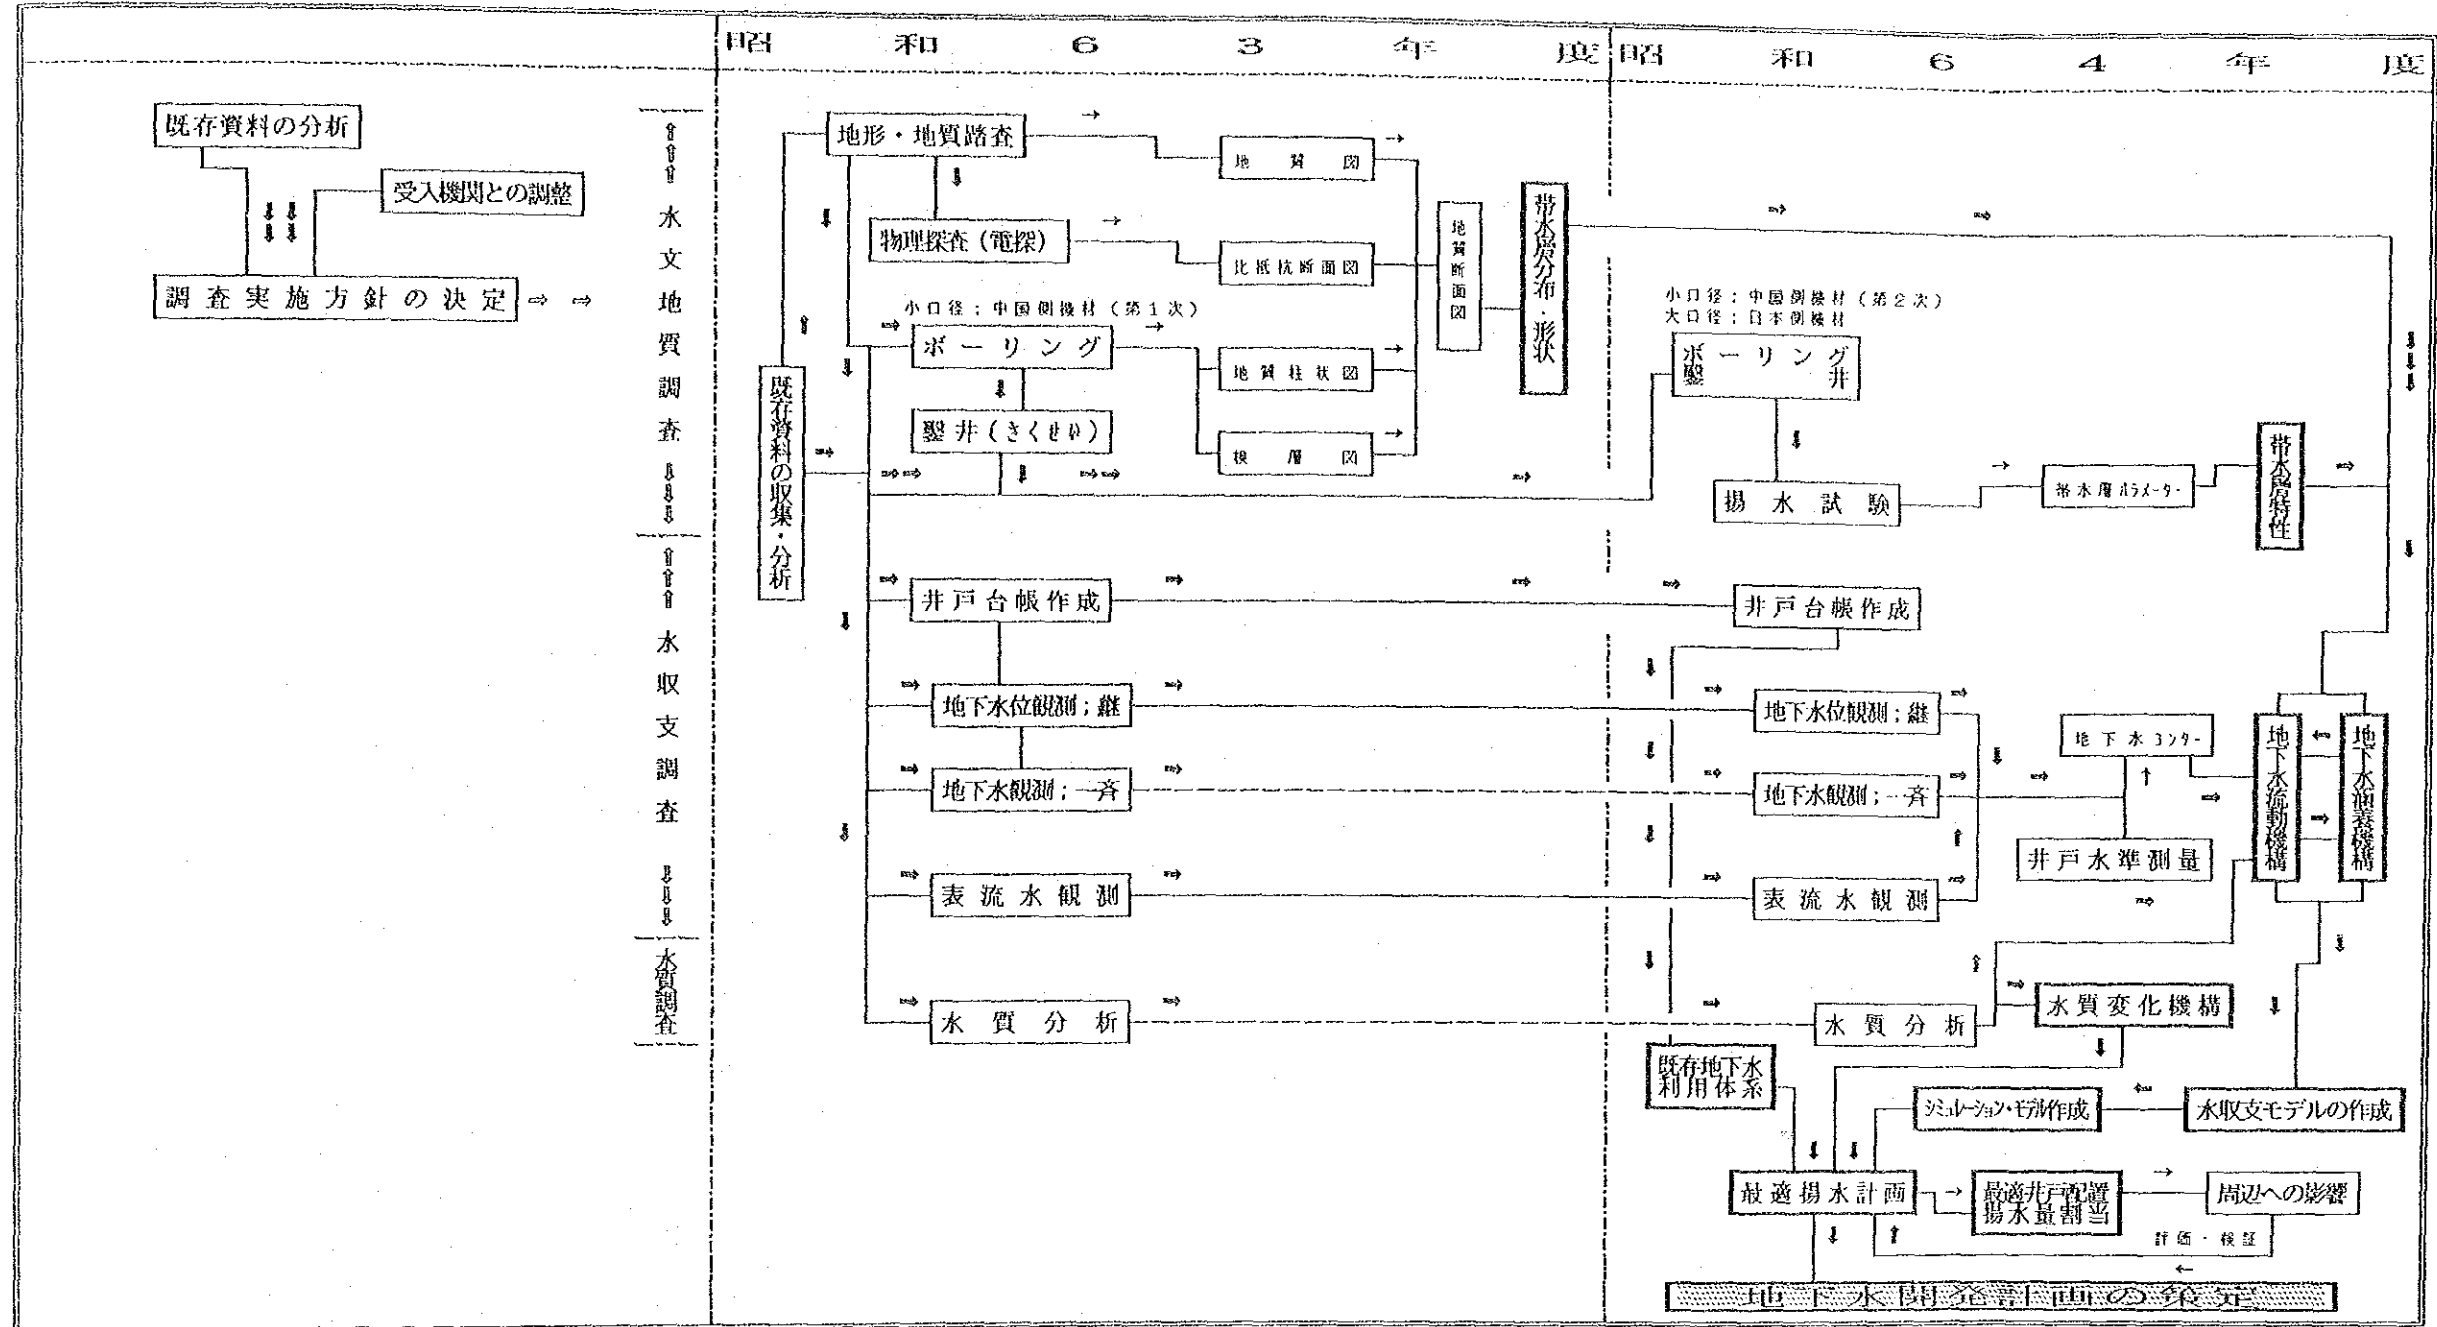 昭和63年度
昭和64年度
既存資料の分析
受入機関との調整
調査実施方針の決定⇨⇨
⇧⇧⇧水文地質調査⇩⇩⇩
⇧⇧⇧水収支調査⇩⇩⇩
水質調査
既存資料の収集・分析
地形・地質踏査
地質図
物理探査(電探)
比抵抗断面図
小口径;中国側機材(第1次)
ボーリング
地質柱状図
鑿井(さくせい)
検層図
地質断面図
帯水層分布・形状
小口径;中国側機材(第2次)
大口径;日本側機材
ボーリング
鑿井
揚水試験
帯水層パラメーター
帯水層特性
井戸台帳作成
井戸台帳作成
地下水位観測;継
地下水位観測;継
地下水観測;一斉
地下水観測;一斉
地下水コンター
井戸水準測量
地下水流動機構
地下水涵養機構
表流水観測
表流水観測
水質分析
水質分析
水質変化機構
既存地下水
利用体系
シミュレーション・モデル作成
水収支モデルの作成
最適揚水計画
最適井戸配置
揚水量割当
周辺への影響
評価・検証
地下水開発計画の策定